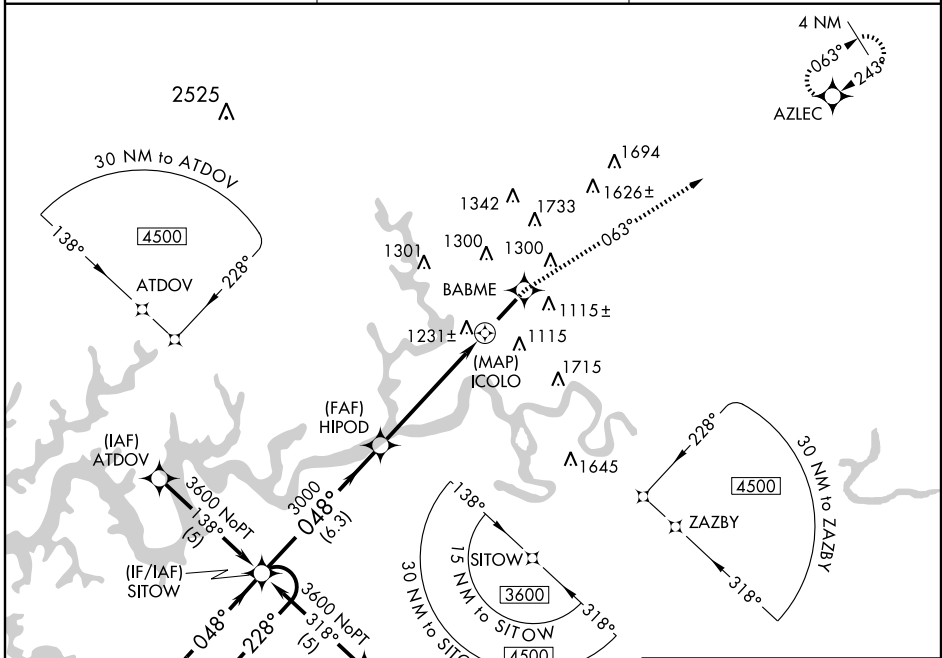 4 NM
063°
243°
AZLEC
2525
30 NM to ATDOV
4500
138°
228°
ATDOV
1694
1626±
1342
1733
063°
1301
1300
1300
BABME
1115±
1231±
1115
(MAP)
ICOLO
1715
(FAF)
HIPOD
(IAF)
ATDOV
3600 NoPT
138°
(5)
3000
048°
(6.3)
1645
228°
4500
30 NM to ZAZBY
ZAZBY
318°
138°
SITOW
3600
15 NM to SITOW
318°
30 NM to SITO
4500
(IF/IAF)
SITOW
3600 NoPT
318°
(5)
048°
228°